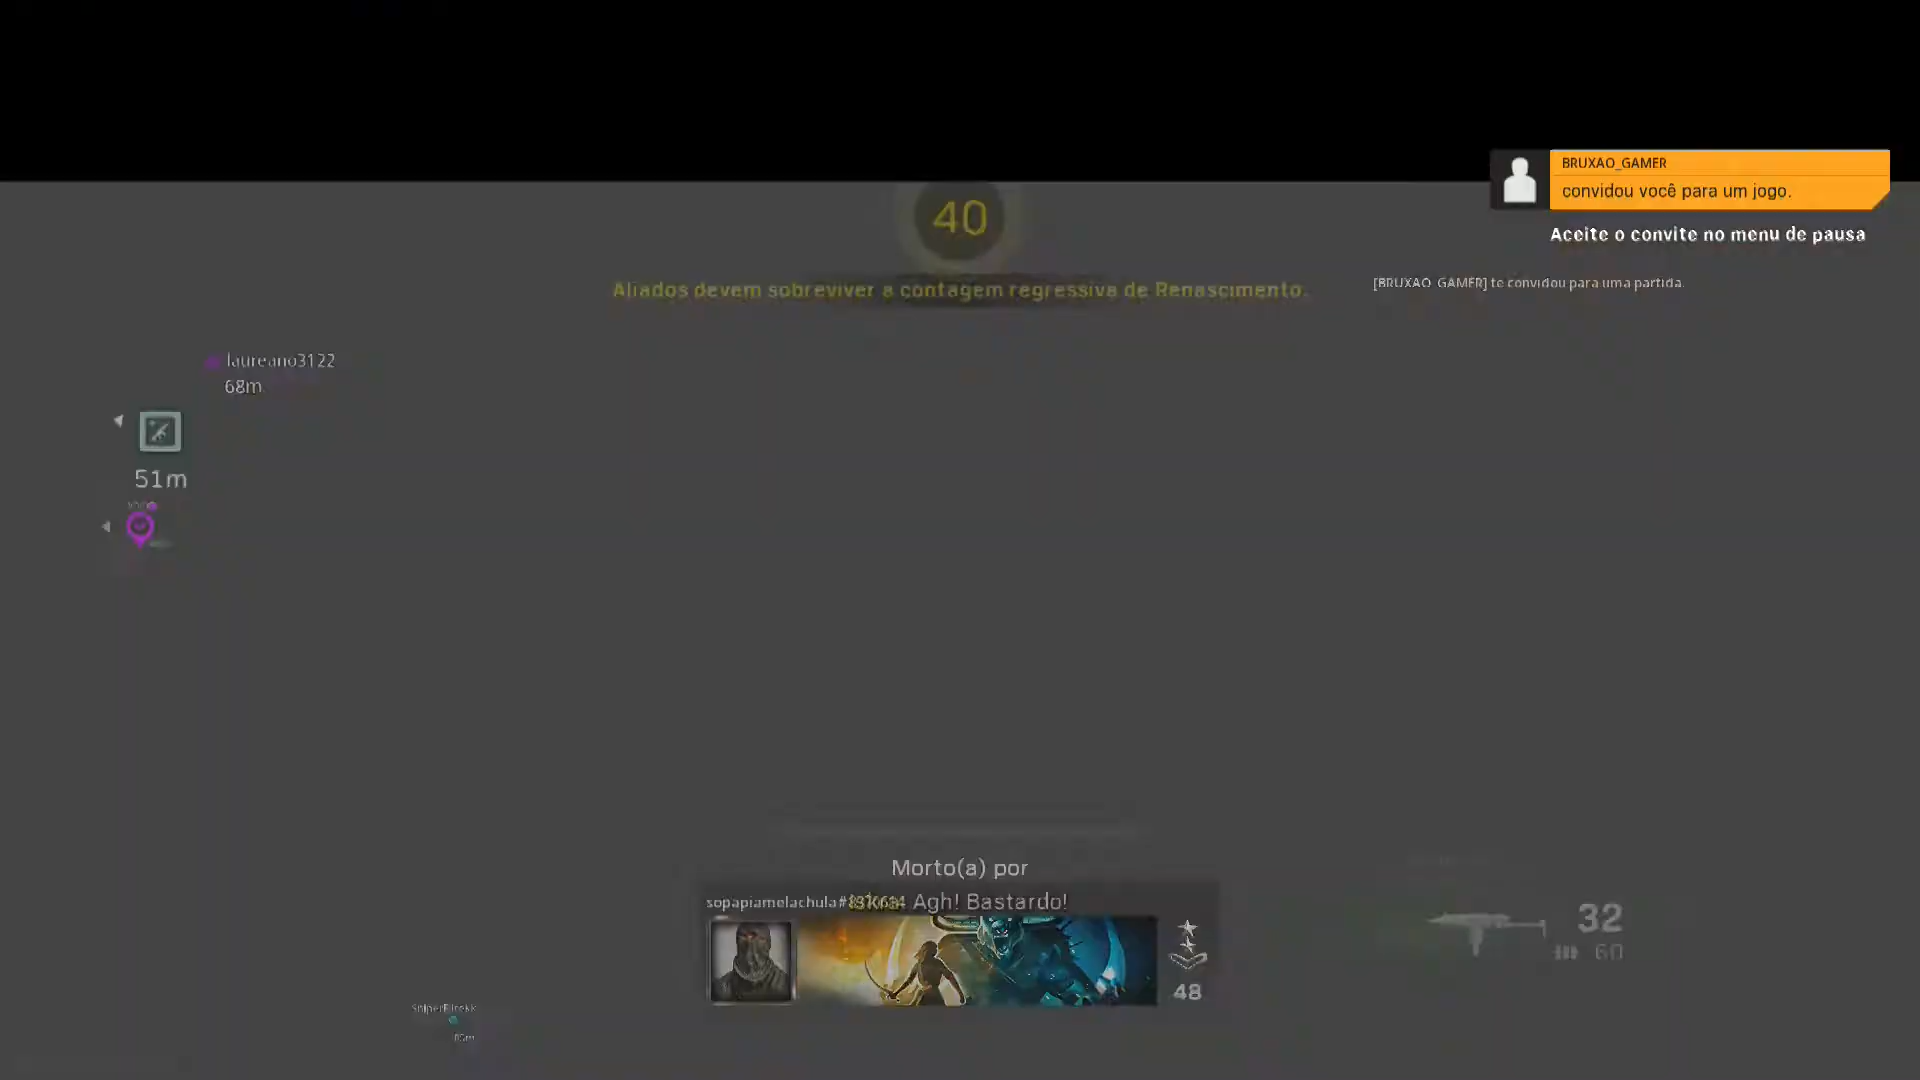 BRUXAO_GAMER
convidou você para um jogo.
40
Aceite o convite no menu de pausa
Aliados devem sobreviver a contagem regressiva de Renascimento.
[BRUXAO_GAMER] te convidou para uma partida.
laureano3122
68m
51m
Morto(a) por
sopapiamelachula
Agh! Bastardo!
32
60
48